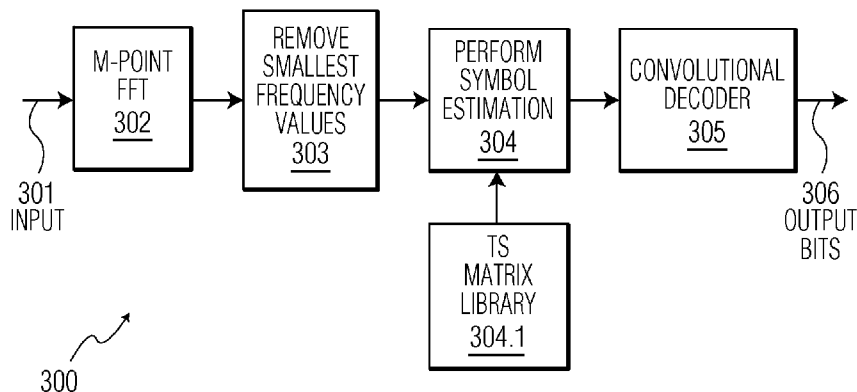 M-POINT
FFT
302
REMOVE
SMALLEST
FREQUENCY
VALUES
303
PERFORM
SYMBOL
ESTIMATION
304
CONVOLUTIONAL
DECODER
305
301
INPUT
306
OUTPUT
BITS
TS
MATRIX
LIBRARY
304.1
300